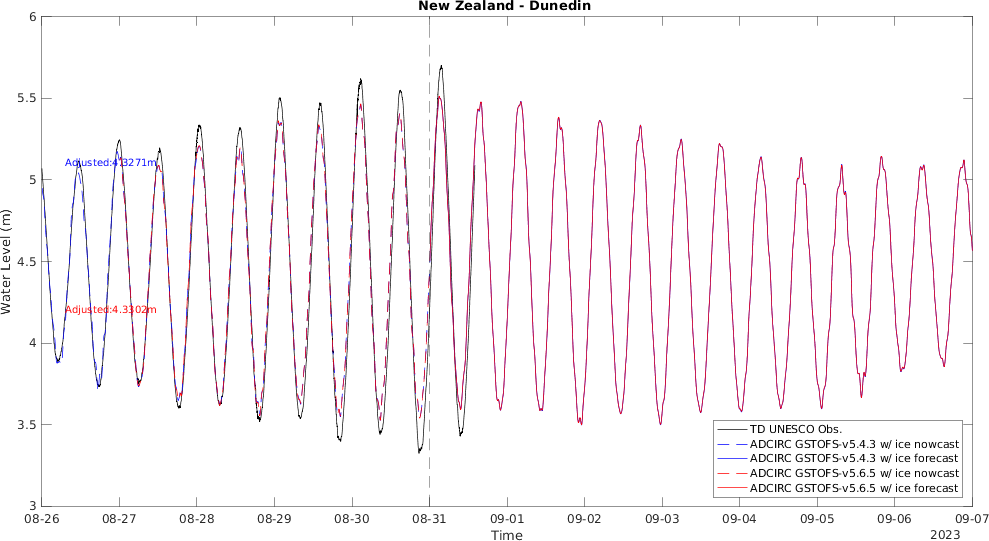 New Zealand - Dunedin
6
5.5
5
4.5
4
3.5
3
Water Level (m)
Adjusted:4.3271m
Adjusted:4.3302m
TD UNESCO Obs.
ADCIRC GSTOFS-v5.4.3 w/ ice nowcast
ADCIRC GSTOFS-v5.4.3 w/ ice forecast
ADCIRC GSTOFS-v5.6.5 w/ ice nowcast
ADCIRC GSTOFS-v5.6.5 w/ ice forecast
08-26 08-27 08-28 08-29 08-30 08-31 09-01 09-02 09-03 09-04 09-05 09-06 09-07
Time
2023